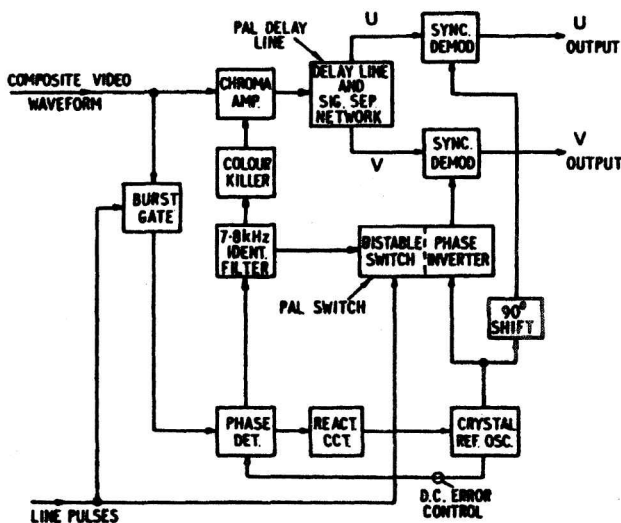 PAL DELAY
LINE
U
SYNC.
DEMOD
U
OUTPUT
COMPOSITE VIDEO
WAVEFORM
CHROMA
AMP.
DELAY LINE
AND
SIG. SEP.
NETWORK
V
SYNC.
DEMOD
V
OUTPUT
COLOUR
KILLER
BURST
GATE
7·8kHz
IDENT.
FILTER
BISTABLE
SWITCH
PHASE
INVERTER
PAL SWITCH
90°
SHIFT
PHASE
DET.
REACT.
CCT.
CRYSTAL
REF. OSC.
D.C. ERROR
CONTROL
LINE PULSES